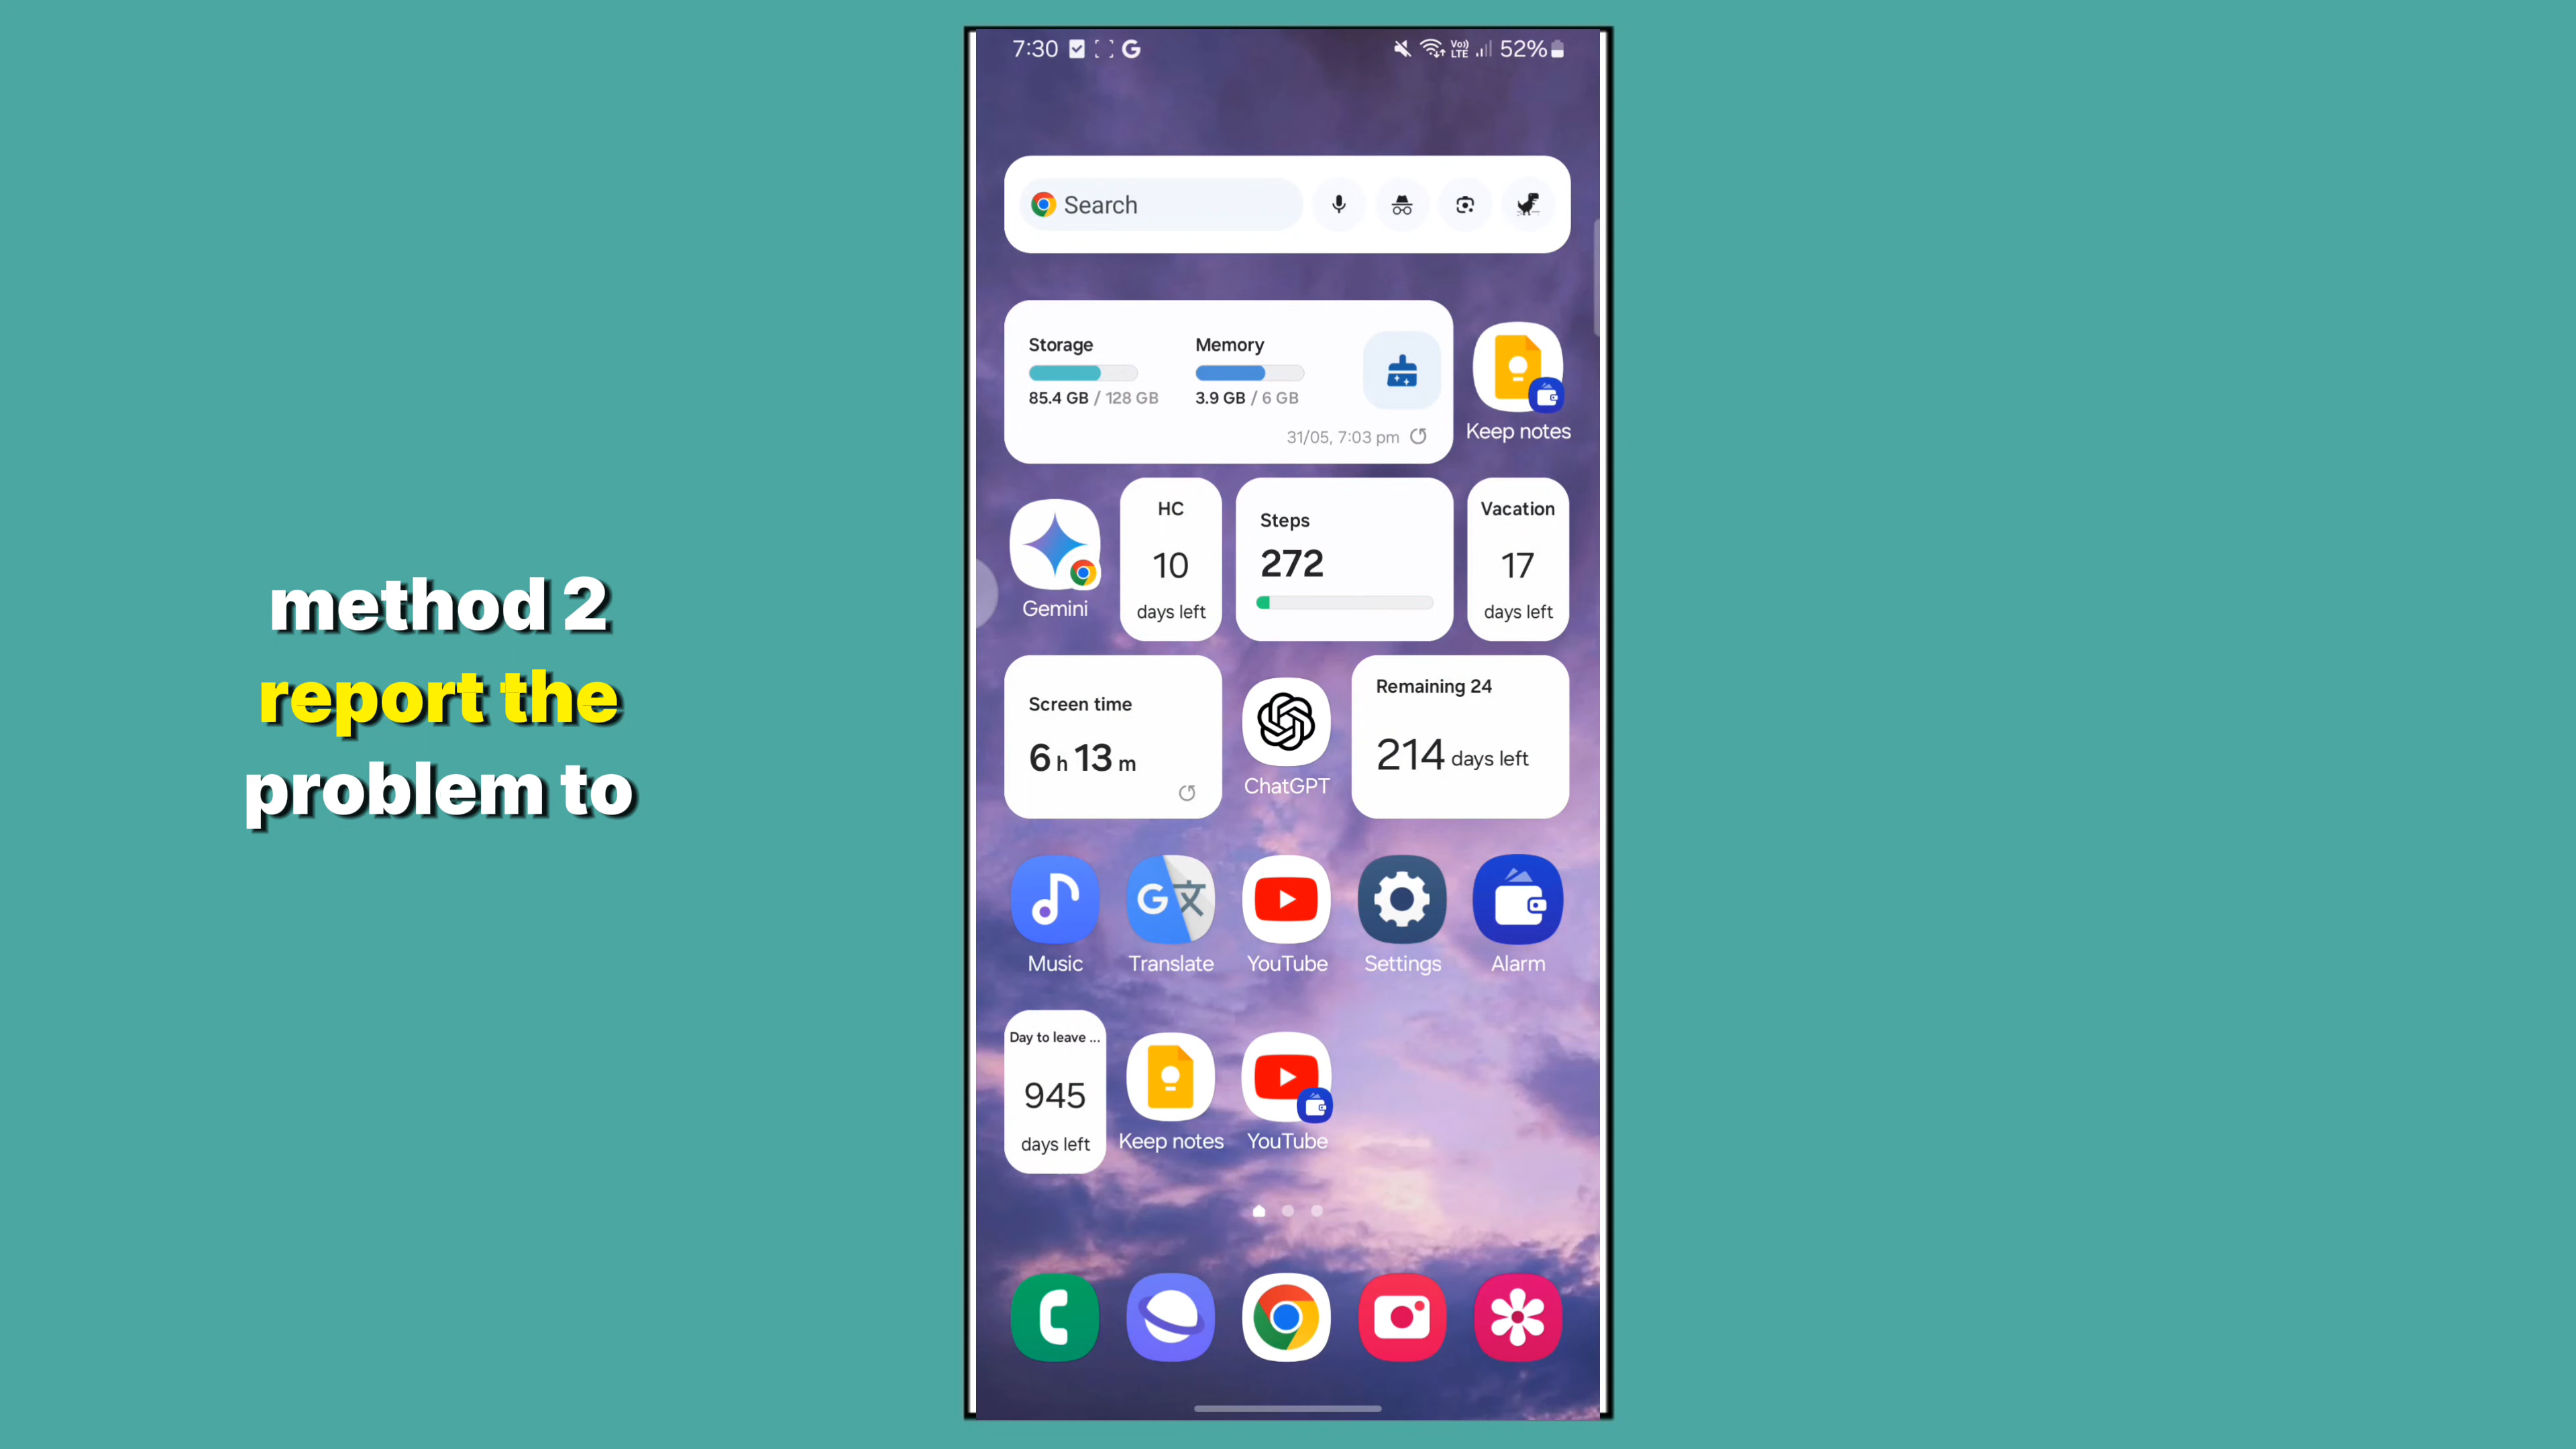 method 2
report the
problem to
7:30
Vo))
LTE
52%
Search
Storage
Memory
85.4 GB / 128 GB
3.9 GB / 6 GB
31/05, 7:03 pm
Keep notes
Gemini
HC
10
days left
Steps
272
Vacation
17
days left
Screen time
6 h 13 m
ChatGPT
Remaining 24
214 days left
Music
Translate
YouTube
Settings
Alarm
Day to leave ...
945
days left
Keep notes
YouTube